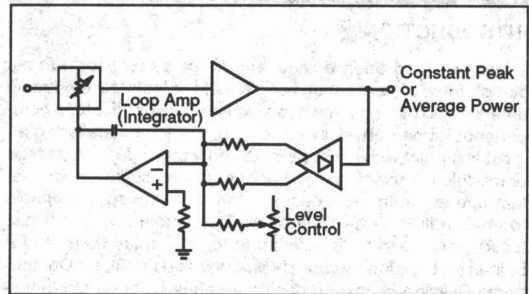 Loop Amp
(Integrator)
Constant Peak
or
Average Power
−
+
Level
Control